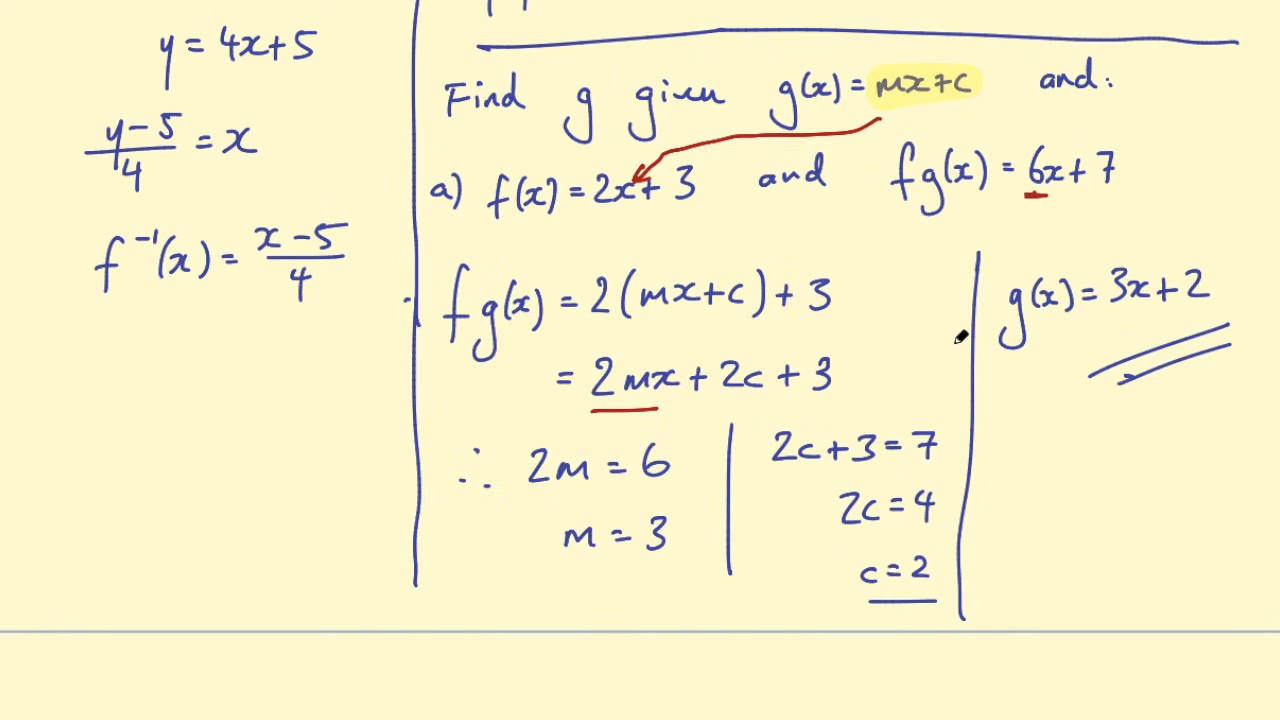 y = 4x+5
y-5/4 = x
f⁻¹(x) = x-5/4
Find g given g(x) = mx+c and:
a) f(x) = 2x+3 and fg(x) = 6x+7
fg(x) = 2(mx+c)+3
= 2mx+2c+3
∴ 2m = 6
m = 3
2c+3=7
2c=4
c=2
g(x) = 3x+2